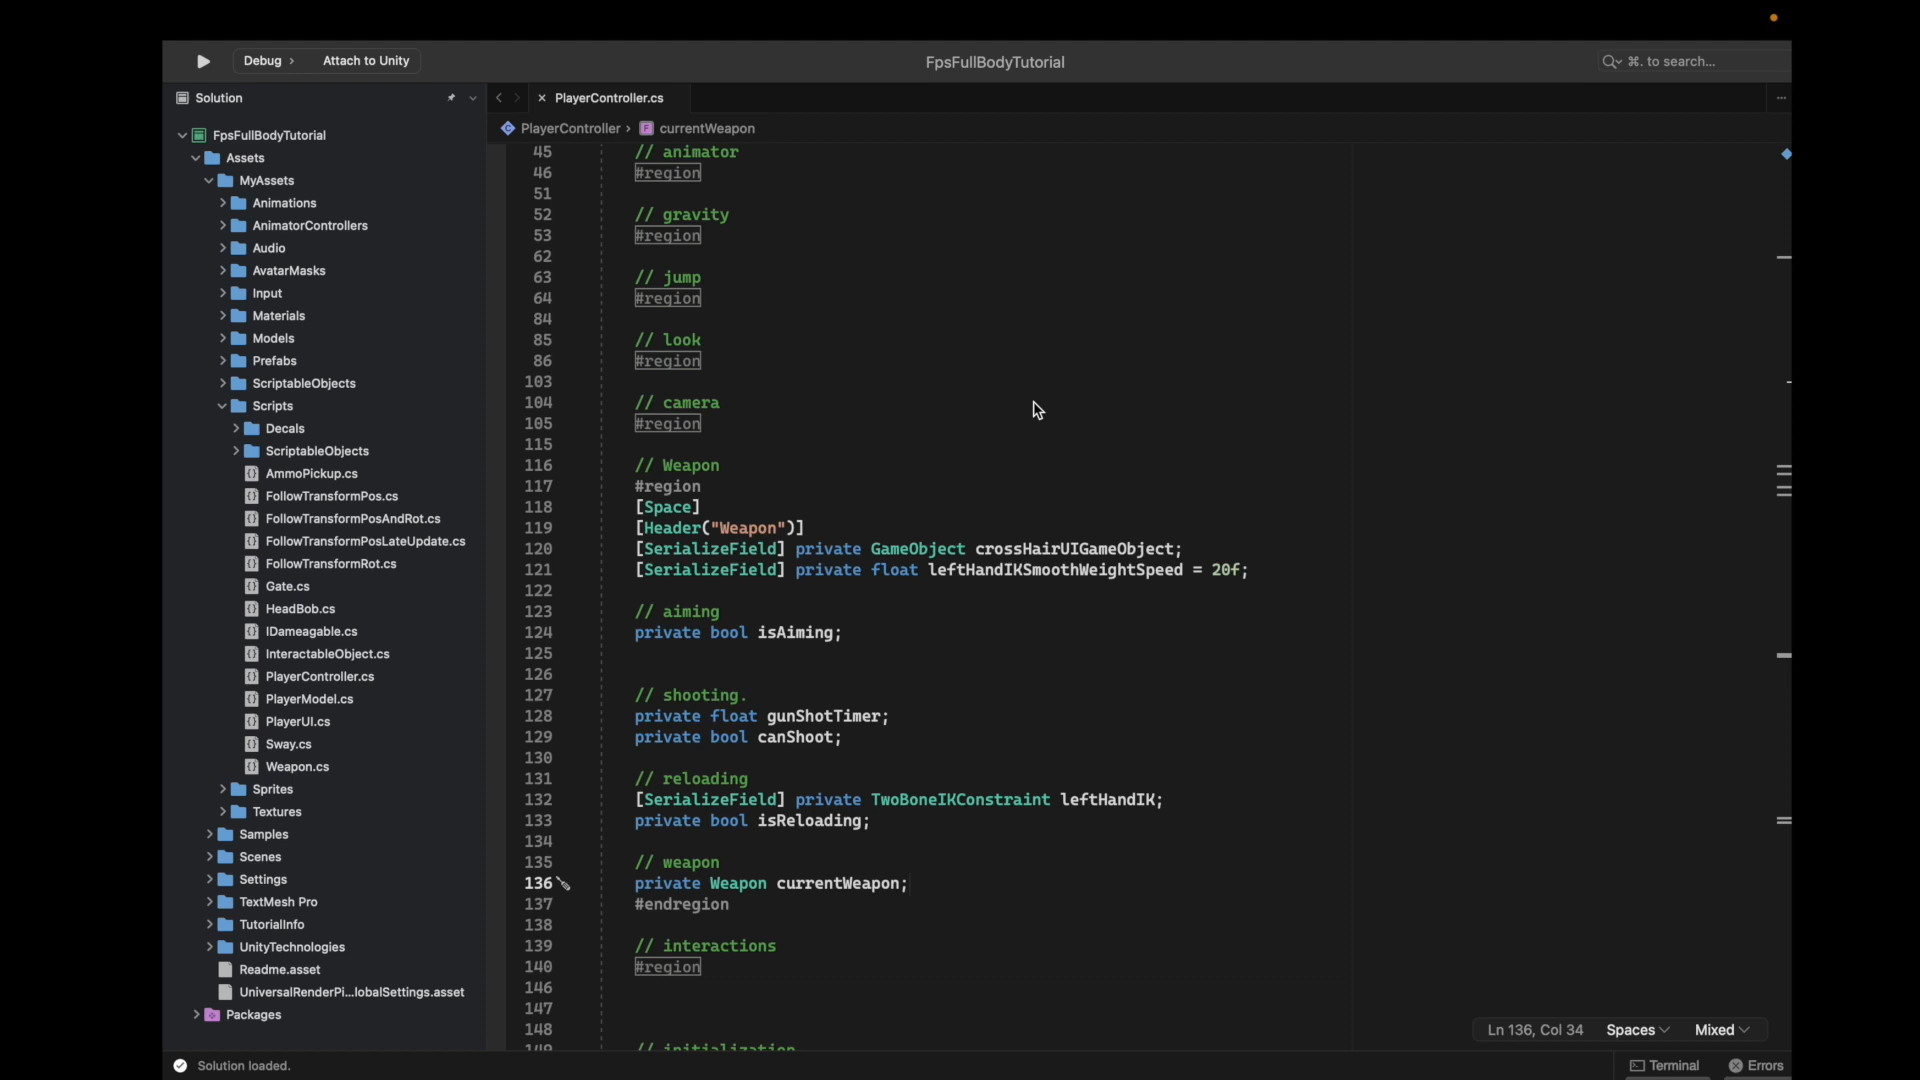 Debug › Attach to Unity
FpsFullBodyTutorial
⌘. to search...
Solution
PlayerController.cs
PlayerController › currentWeapon
FpsFullBodyTutorial
Assets
MyAssets
Animations
AnimatorControllers
Audio
AvatarMasks
Input
Materials
Models
Prefabs
ScriptableObjects
Scripts
Decals
ScriptableObjects
AmmoPickup.cs
FollowTransformPos.cs
FollowTransformPosAndRot.cs
FollowTransformPosLateUpdate.cs
FollowTransformRot.cs
Gate.cs
HeadBob.cs
IDameagable.cs
InteractableObject.cs
PlayerController.cs
PlayerModel.cs
PlayerUI.cs
Sway.cs
Weapon.cs
Sprites
Textures
Samples
Scenes
Settings
TextMesh Pro
TutorialInfo
UnityTechnologies
Readme.asset
UniversalRenderPi...lobalSettings.asset
Packages
45 // animator
46 #region
51
52 // gravity
53 #region
62
63 // jump
64 #region
84
85 // look
86 #region
103
104 // camera
105 #region
115
116 // Weapon
117 #region
118 [Space]
119 [Header("Weapon")]
120 [SerializeField] private GameObject crossHairUIGameObject;
121 [SerializeField] private float leftHandIKSmoothWeightSpeed = 20f;
122
123 // aiming
124 private bool isAiming;
125
126
127 // shooting.
128 private float gunShotTimer;
129 private bool canShoot;
130
131 // reloading
132 [SerializeField] private TwoBoneIKConstraint leftHandIK;
133 private bool isReloading;
134
135 // weapon
136 private Weapon currentWeapon;
137 #endregion
138
139 // interactions
140 #region
146
147
148
149 // initialization
Ln 136, Col 34 Spaces Mixed
Solution loaded.
Terminal Errors